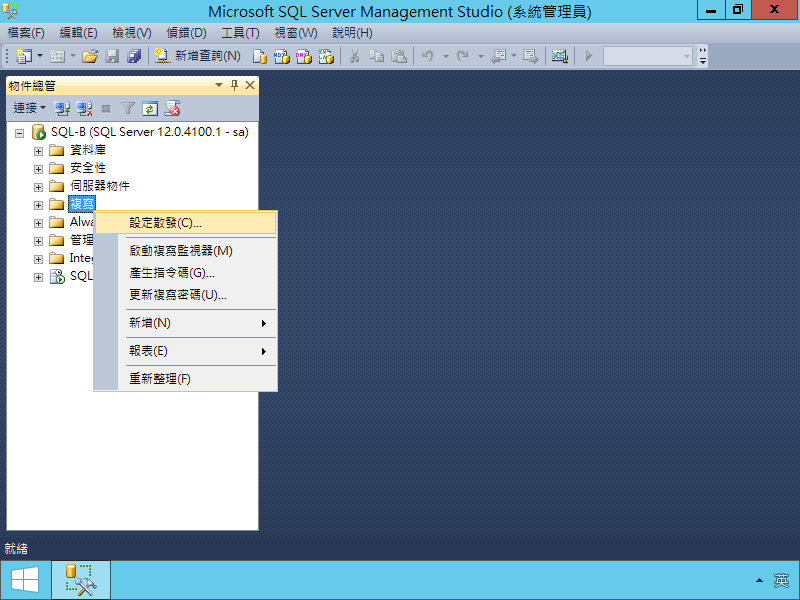 Microsoft SQL Server Management Studio (系統管理員)
檔案(F) 編輯(E) 檢視(V) 偵錯(D) 工具(T) 視窗(W) 說明(H)
新增查詢(N)
物件總管
連接
SQL-B (SQL Server 12.0.4100.1 - sa)
資料庫
安全性
伺服器物件
複寫
Alwa
管理
Integ
SQL
設定散發(C)...
啟動複寫監視器(M)
產生指令碼(G)...
更新複寫密碼(U)...
新增(N)
報表(E)
重新整理(F)
就緒
英